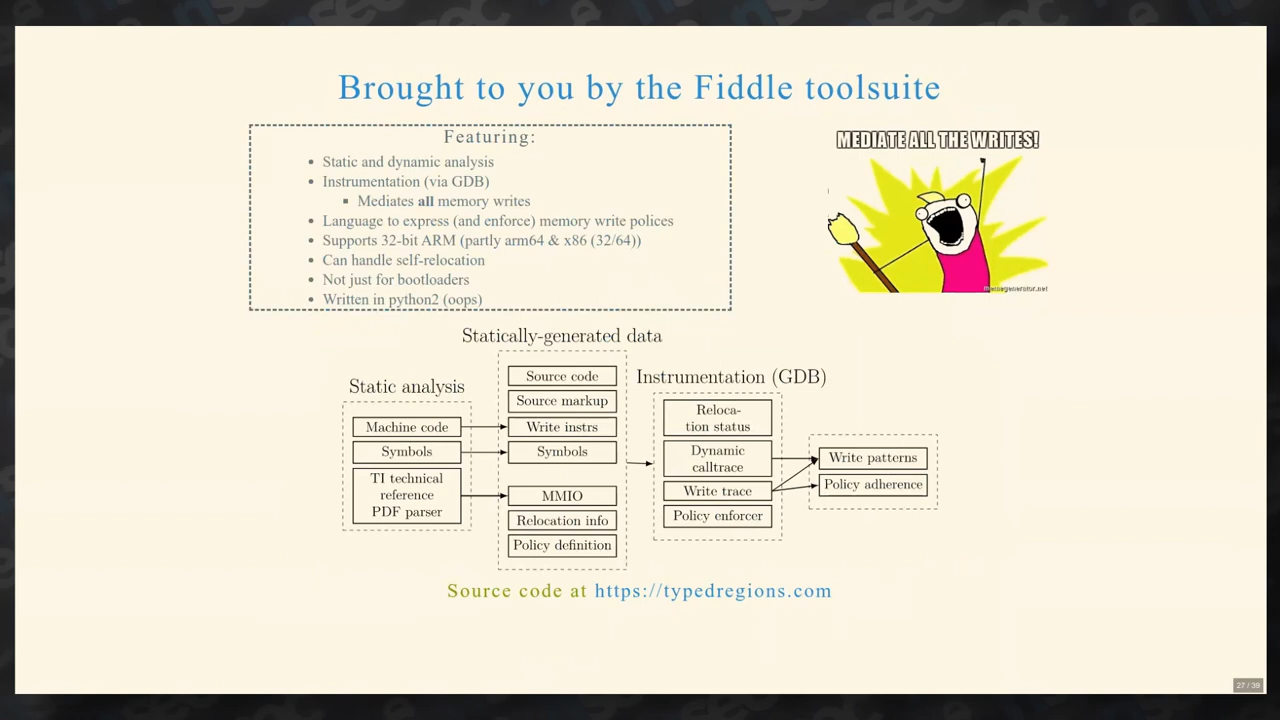 Brought to you by the Fiddle toolsuite
Featuring:
• Static and dynamic analysis
• Instrumentation (via GDB)
▪ Mediates all memory writes
• Language to express (and enforce) memory write polices
• Supports 32-bit ARM (partly arm64 & x86 (32/64))
• Can handle self-relocation
• Not just for bootloaders
• Written in python2 (oops)
MEDIATE ALL THE WRITES!
memegenerator.net
Static analysis
Machine code
Symbols
TI technical
reference
PDF parser
Statically-generated data
Source code
Source markup
Write instrs
Symbols
MMIO
Relocation info
Policy definition
Instrumentation (GDB)
Reloca-
tion status
Dynamic
calltrace
Write trace
Policy enforcer
Write patterns
Policy adherence
Source code at https://typedregions.com
27 / 39